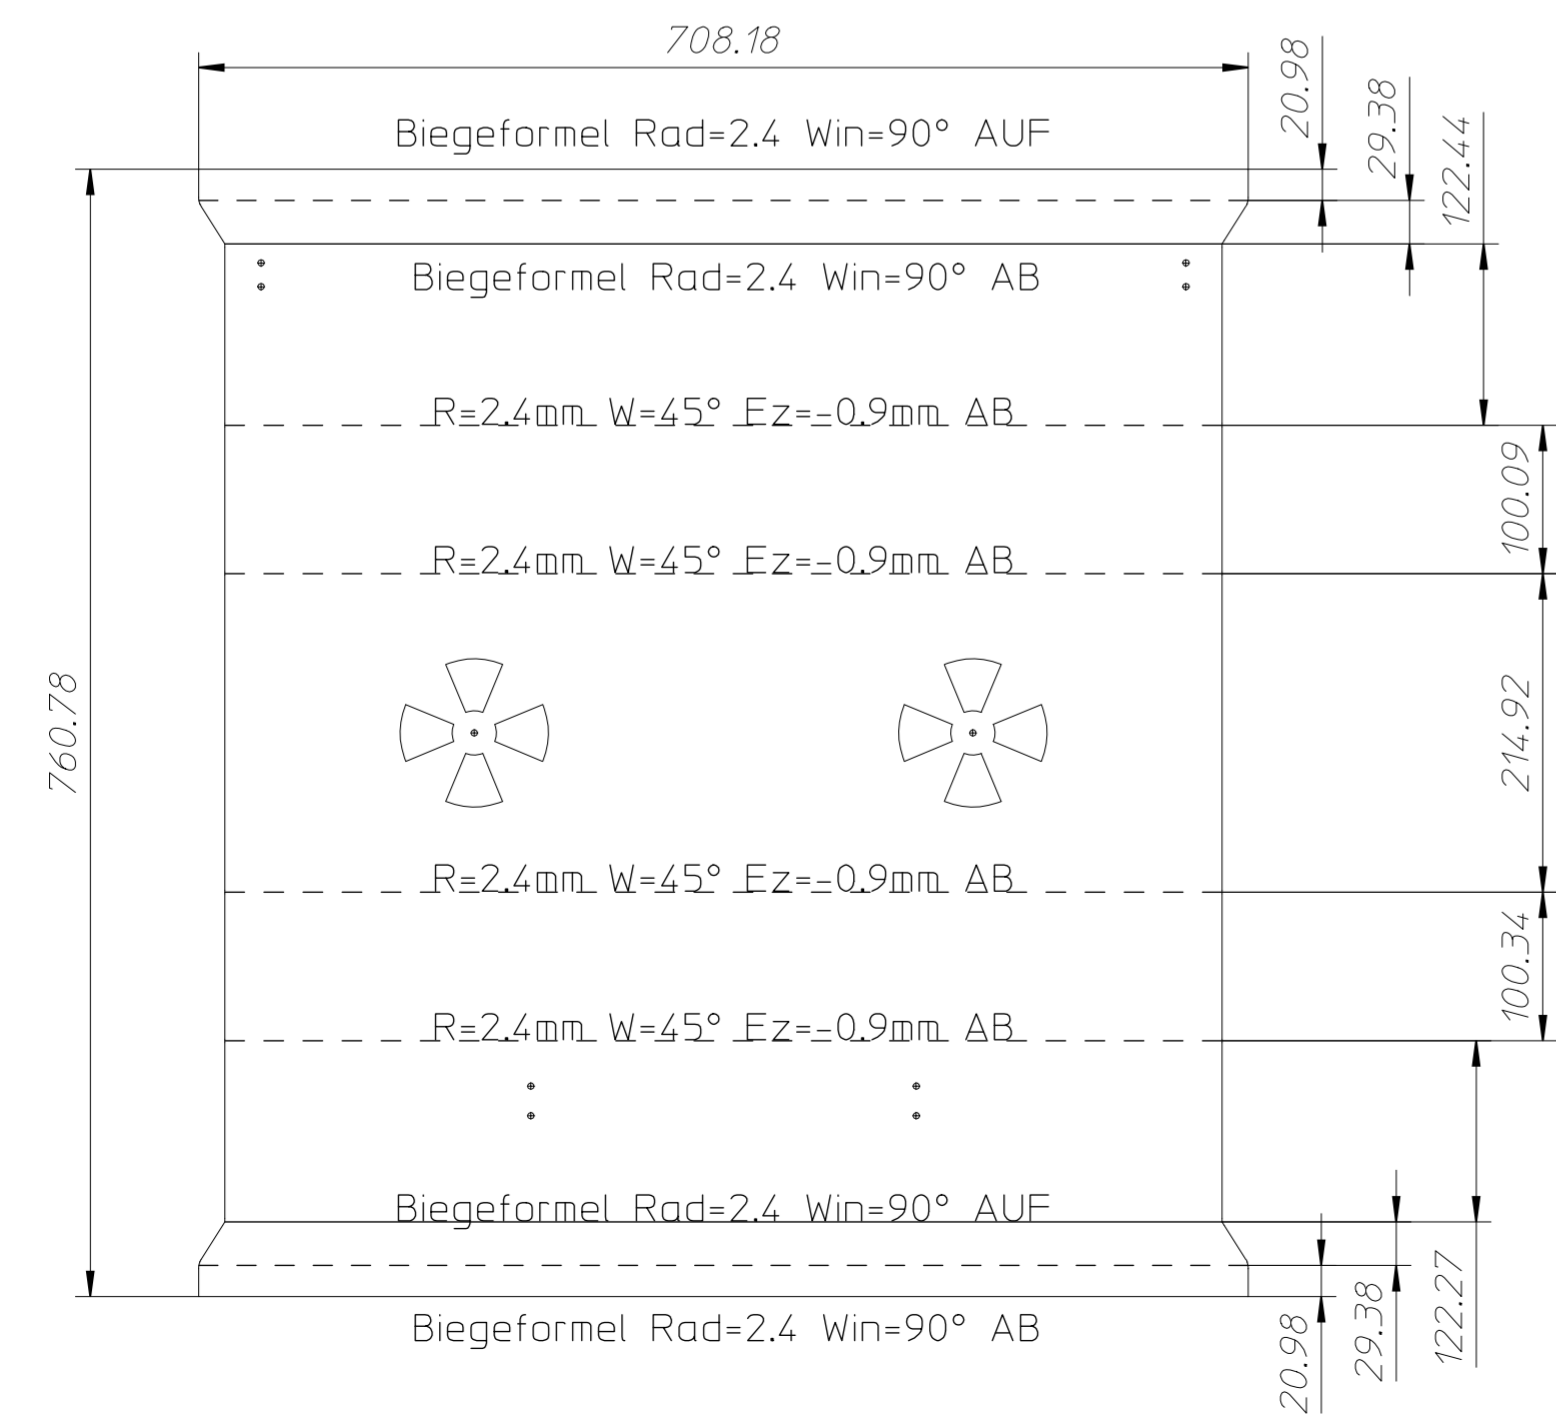 708.18
20.98
29.38
122.44
Biegeformel Rad=2.4 Win=90° AUF
Biegeformel Rad=2.4 Win=90° AB
R=2.4mm W=45° Ez=-0.9mm AB
100.09
R=2.4mm W=45° Ez=-0.9mm AB
760.78
214.92
R=2.4mm W=45° Ez=-0.9mm AB
100.34
R=2.4mm W=45° Ez=-0.9mm AB
Biegeformel Rad=2.4 Win=90° AUF
122.27
29.38
20.98
Biegeformel Rad=2.4 Win=90° AB